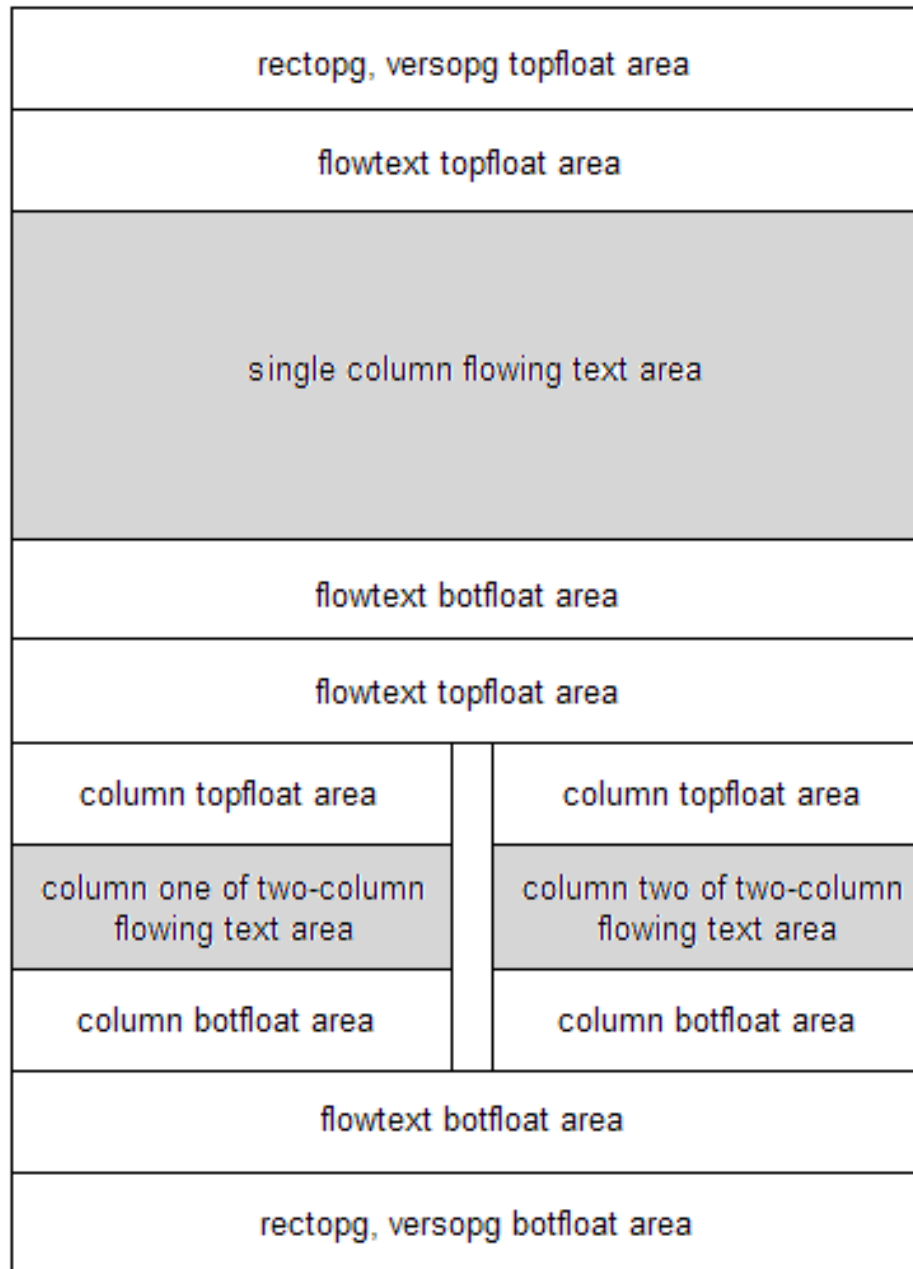 rectopg, versopg topfloat area
flowtext topfloat area
single column flowing text area
flowtext botfloat area
flowtext topfloat area
column topfloat area
column topfloat area
column one of two-column
flowing text area
column two of two-column
flowing text area
column botfloat area
column botfloat area
flowtext botfloat area
rectopg, versopg botfloat area